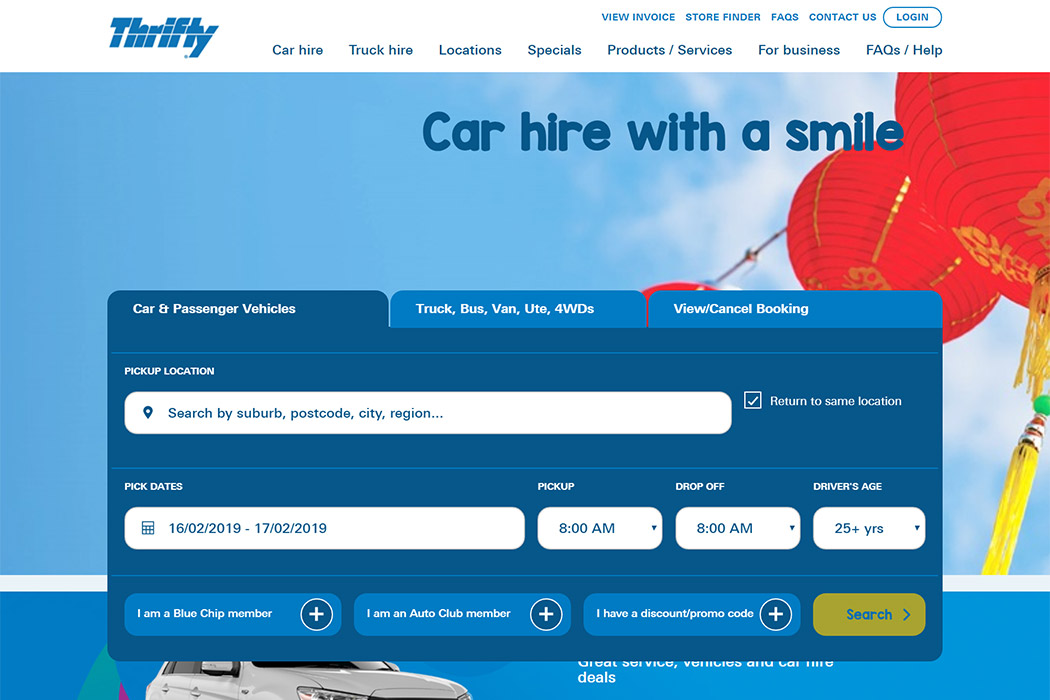 Thrifty
VIEW INVOICE STORE FINDER FAQS CONTACT US LOGIN
Car hire Truck hire Locations Specials Products / Services For business FAQs / Help
Car hire with a smile
Car & Passenger Vehicles Truck, Bus, Van, Ute, 4WDs View/Cancel Booking
PICKUP LOCATION
Search by suburb, postcode, city, region... Return to same location
PICK DATES PICKUP DROP OFF DRIVER'S AGE
16/02/2019 - 17/02/2019 8:00 AM 8:00 AM 25+ yrs
I am a Blue Chip member I am an Auto Club member I have a discount/promo code Search
Great service, vehicles and car hire
deals